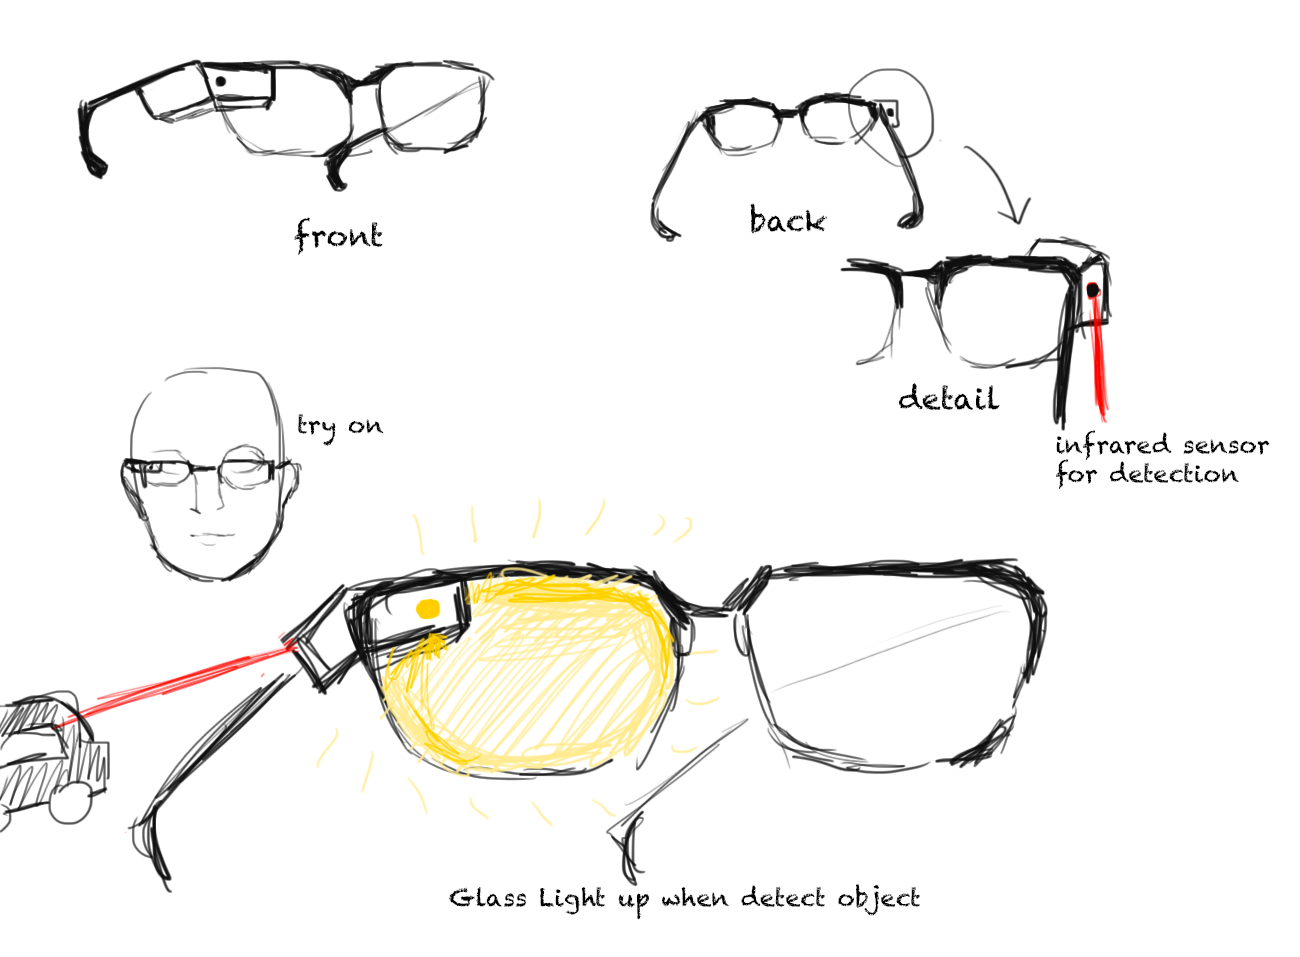 front
back
detail
infrared sensor
for detection
try on
Glass Light up when detect object